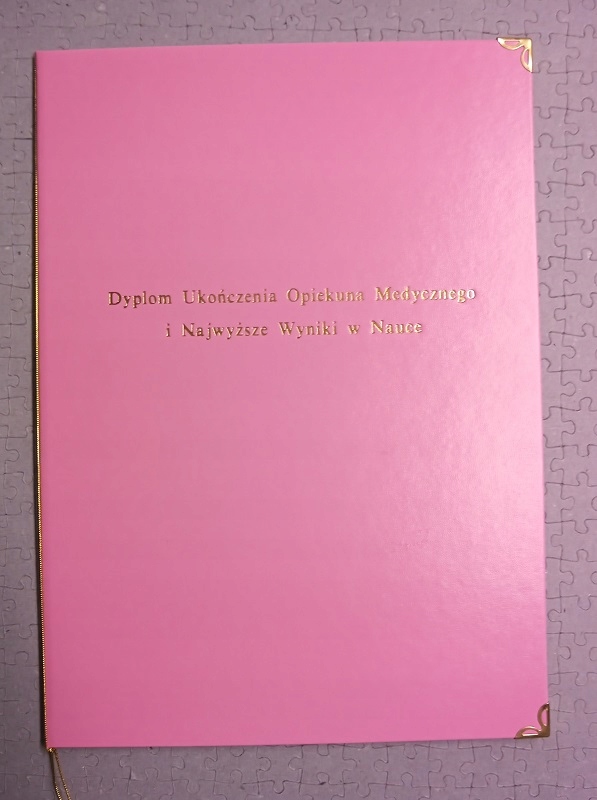 Dyplom Ukończenia Opiekuna Medycznego
i Najwyższe Wyniki w Nauce